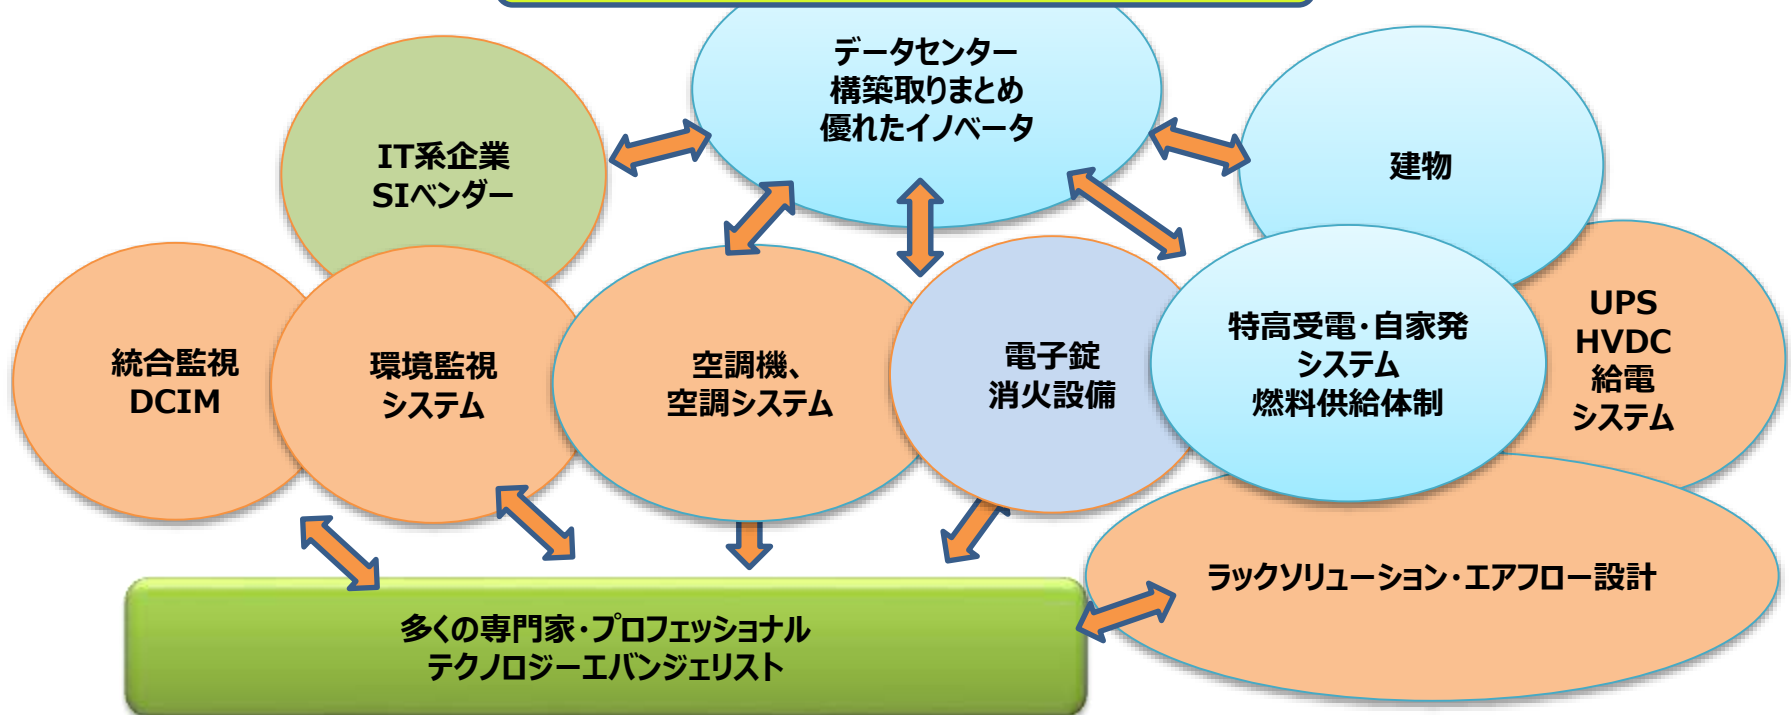 データセンター
構築取りまとめ
優れたイノベータ
IT系企業
SIベンダー
建物
統合監視
DCIM
環境監視
システム
空調機、
空調システム
電子錠
消火設備
特高受電・自家発
システム
燃料供給体制
UPS
HVDC
給電
システム
ラックソリューション・エアフロー設計
多くの専門家・プロフェッショナル
テクノロジーエバンジェリスト